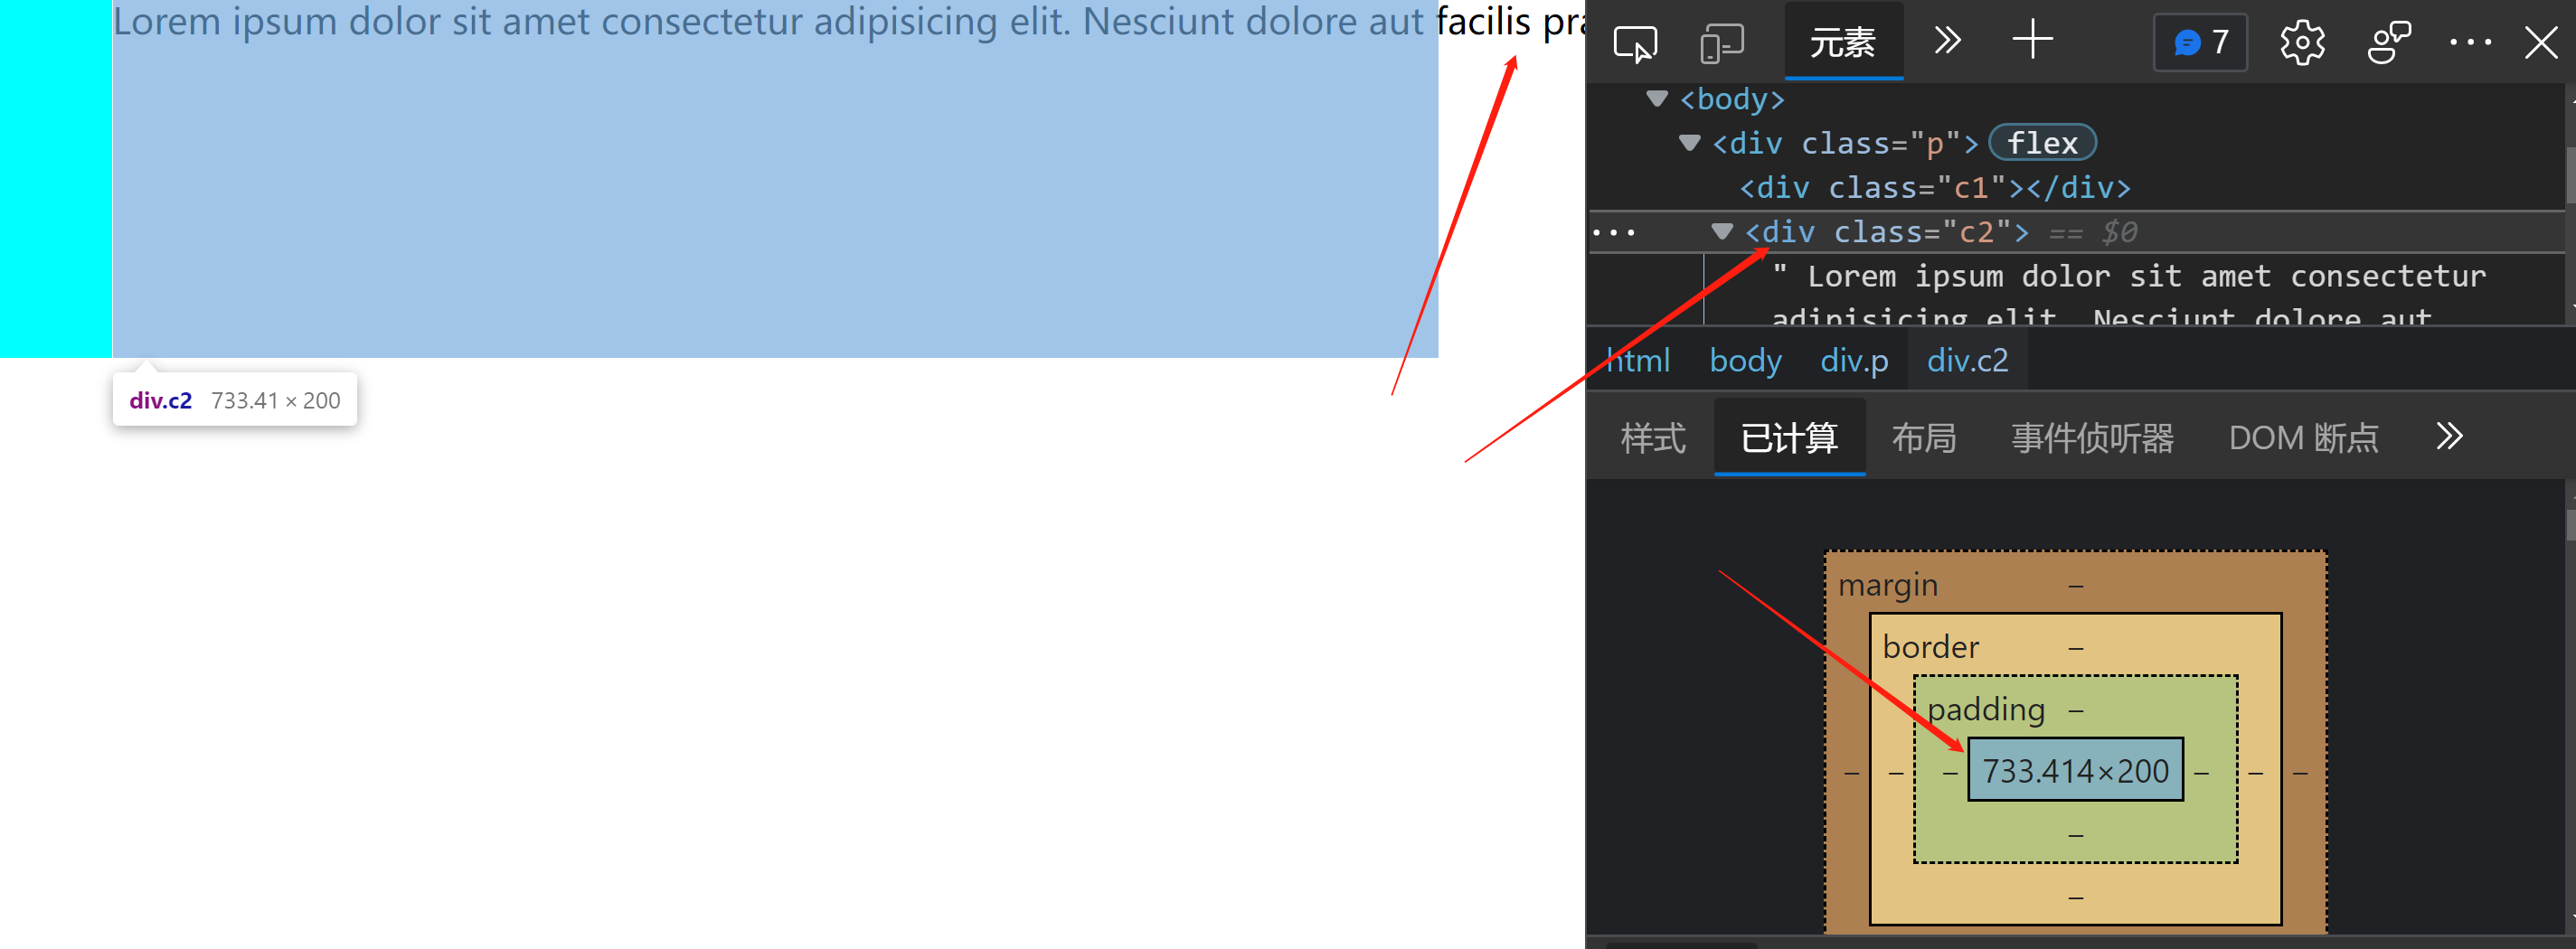 Lorem ipsum dolor sit amet consectetur adipisicing elit. Nesciunt dolore aut facilis pra
div.c2 733.41 × 200
元素
7
<body>
<div class="p"> flex
<div class="c1"></div>
<div class="c2"> == $0
" Lorem ipsum dolor sit amet consectetur
adipisicing elit. Nesciunt dolore aut
html body div.p div.c2
样式 已计算 布局 事件侦听器 DOM 断点
margin –
border –
padding –
– – – 733.414×200 – – –
–
–